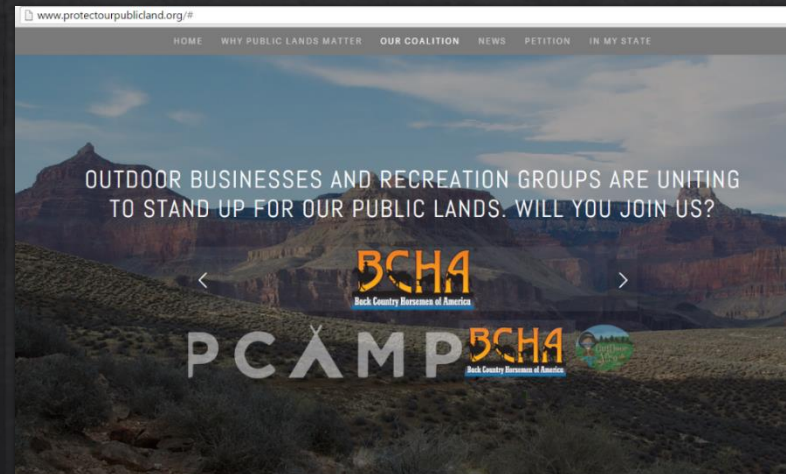 www.protectourpublicland.org/#
HOME WHY PUBLIC LANDS MATTER OUR COALITION NEWS PETITION IN MY STATE
OUTDOOR BUSINESSES AND RECREATION GROUPS ARE UNITING
TO STAND UP FOR OUR PUBLIC LANDS. WILL YOU JOIN US?
BCHA
Back Country Horsemen of America
PCAMP BCHA
Back Country Horsemen of America